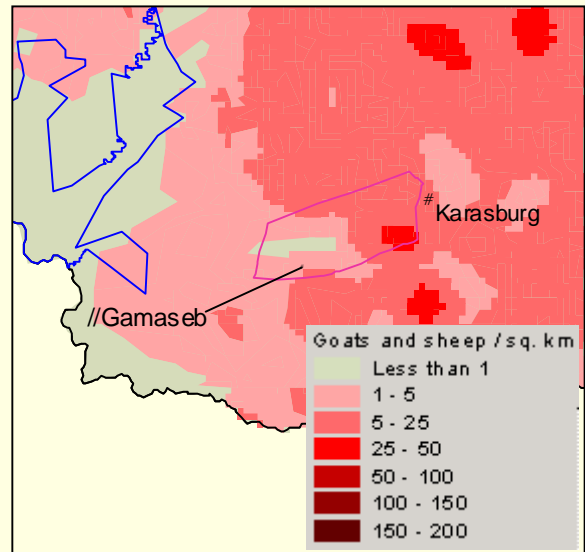 #
Karasburg
//Gamaseb
Goats and sheep / sq. km
Less than 1
1 - 5
5 - 25
25 - 50
50 - 100
100 - 150
150 - 200